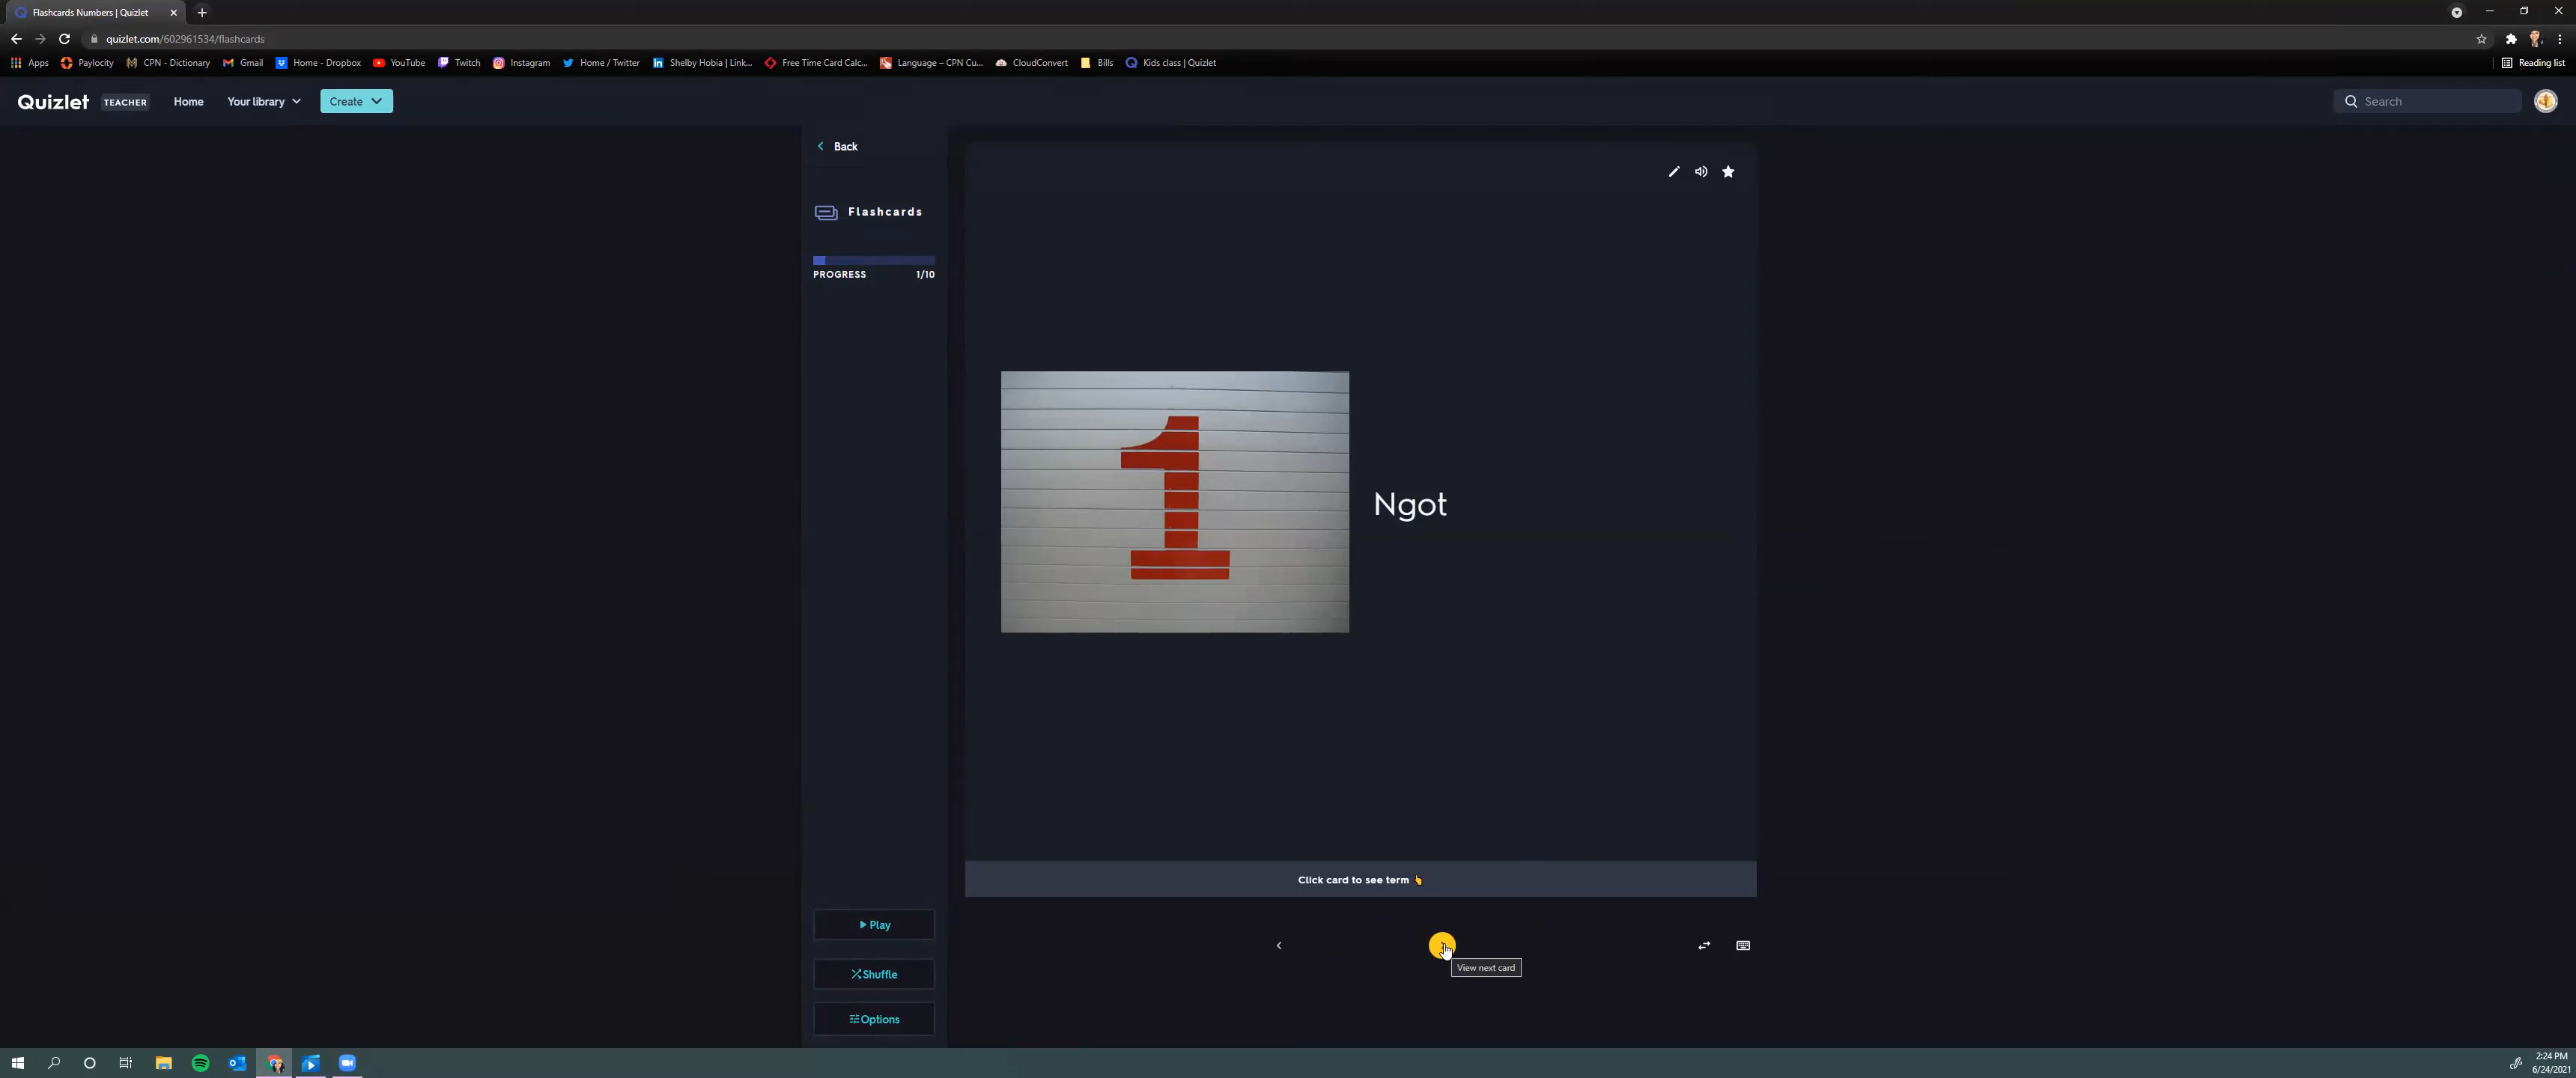 Flashcards Numbers | Quizlet
quizlet.com/602961534/flashcards
Apps Paylocity CPN - Dictionary Gmail Home - Dropbox YouTube Twitch Instagram Home / Twitter Shelby Hobia | Link... Free Time Card Calc... Language – CPN Cu... CloudConvert Bills Kids class | Quizlet Reading list
Quizlet TEACHER Home Your library Create Search
Back
Flashcards
PROGRESS 1/10
1
Ngot
Click card to see term
Play
View next card
Shuffle
Options
2:24 PM
6/24/2021